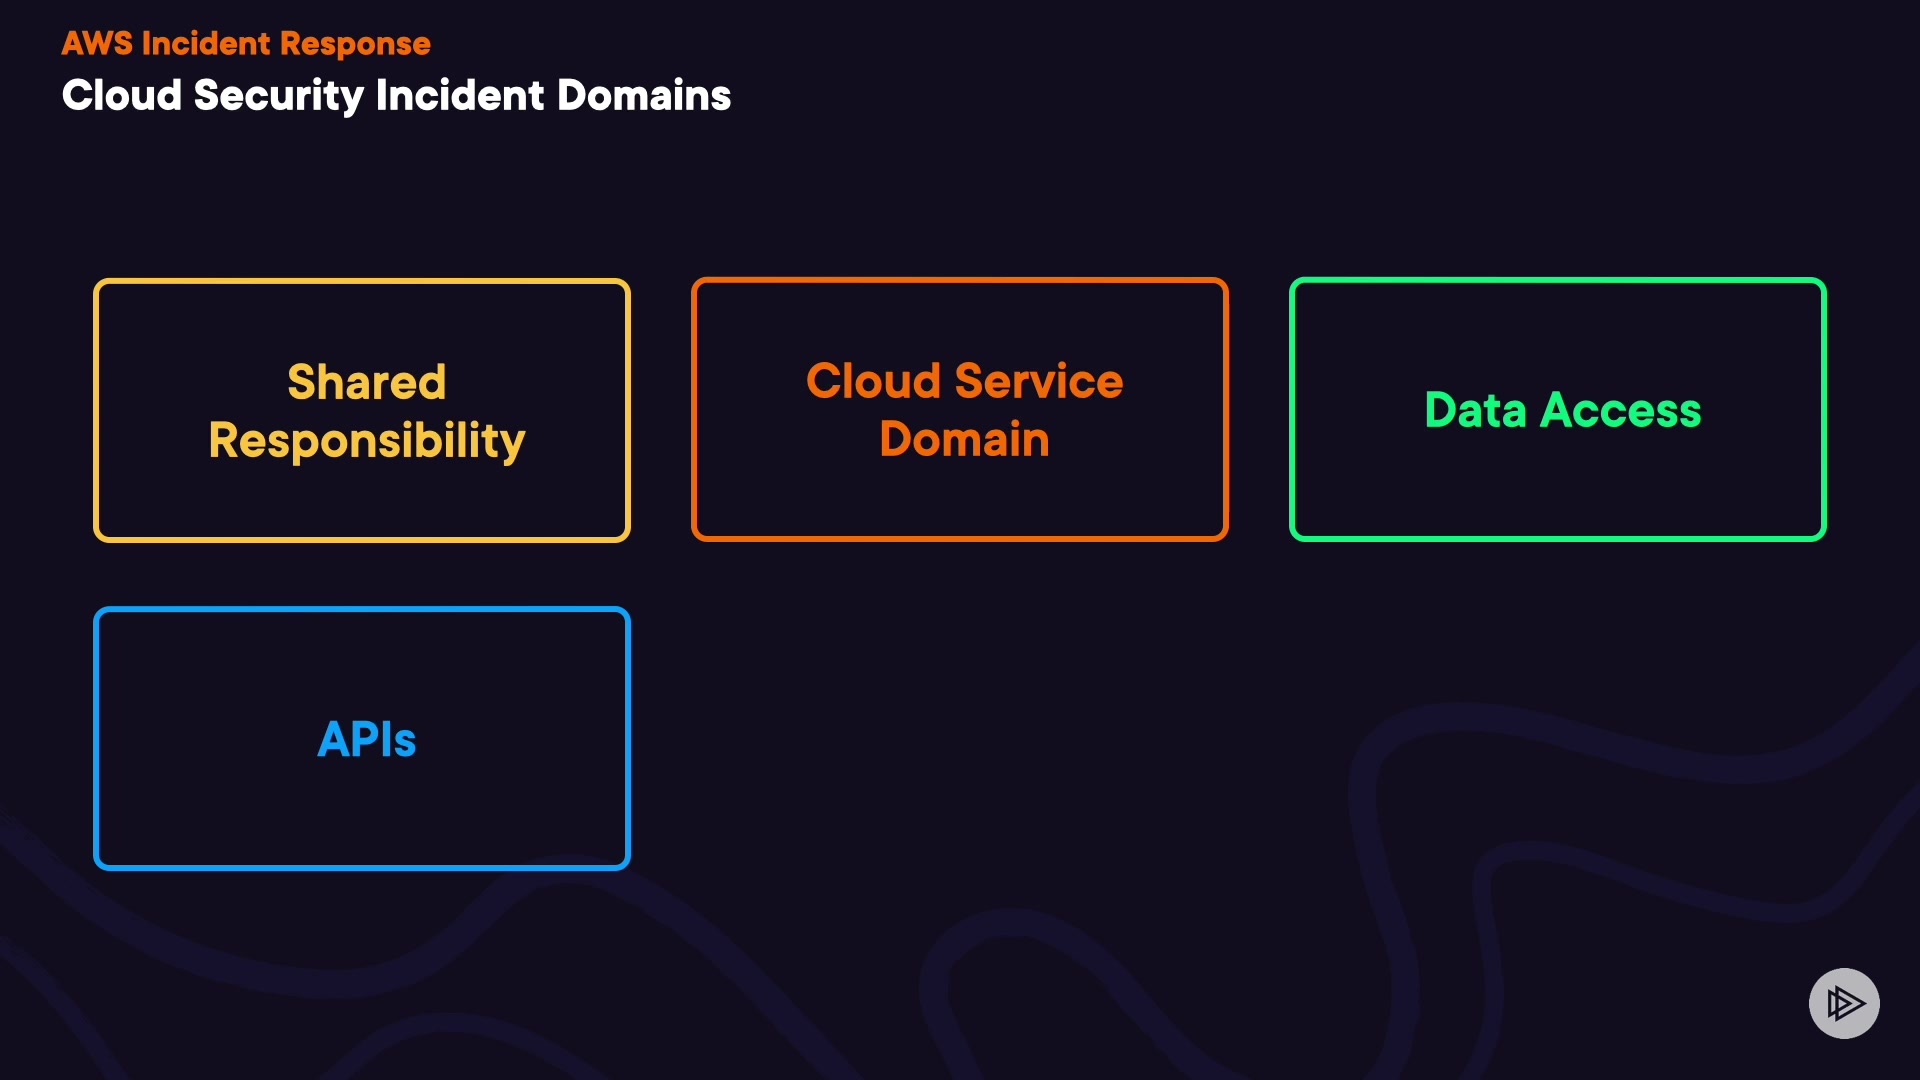 AWS Incident Response
Cloud Security Incident Domains
Shared
Responsibility
Cloud Service
Domain
Data Access
APIs